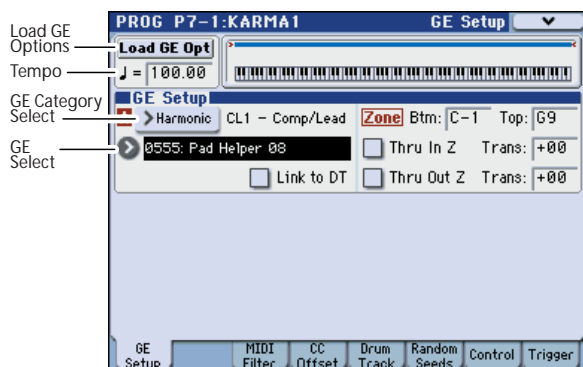 PROG P7-1:KARMA1 GE Setup
Load GE Options
Load GE Opt
Tempo
♩ = 100.00
GE Setup
GE Category Select
Harmonic CL1 - Comp/Lead Zone Btm: C-1 Top: G9
GE Select
0555: Pad Helper 08 Thru In Z Trans: +00
Link to DT Thru Out Z Trans: +00
GE Setup MIDI Filter CC Offset Drum Track Random Seeds Control Trigger